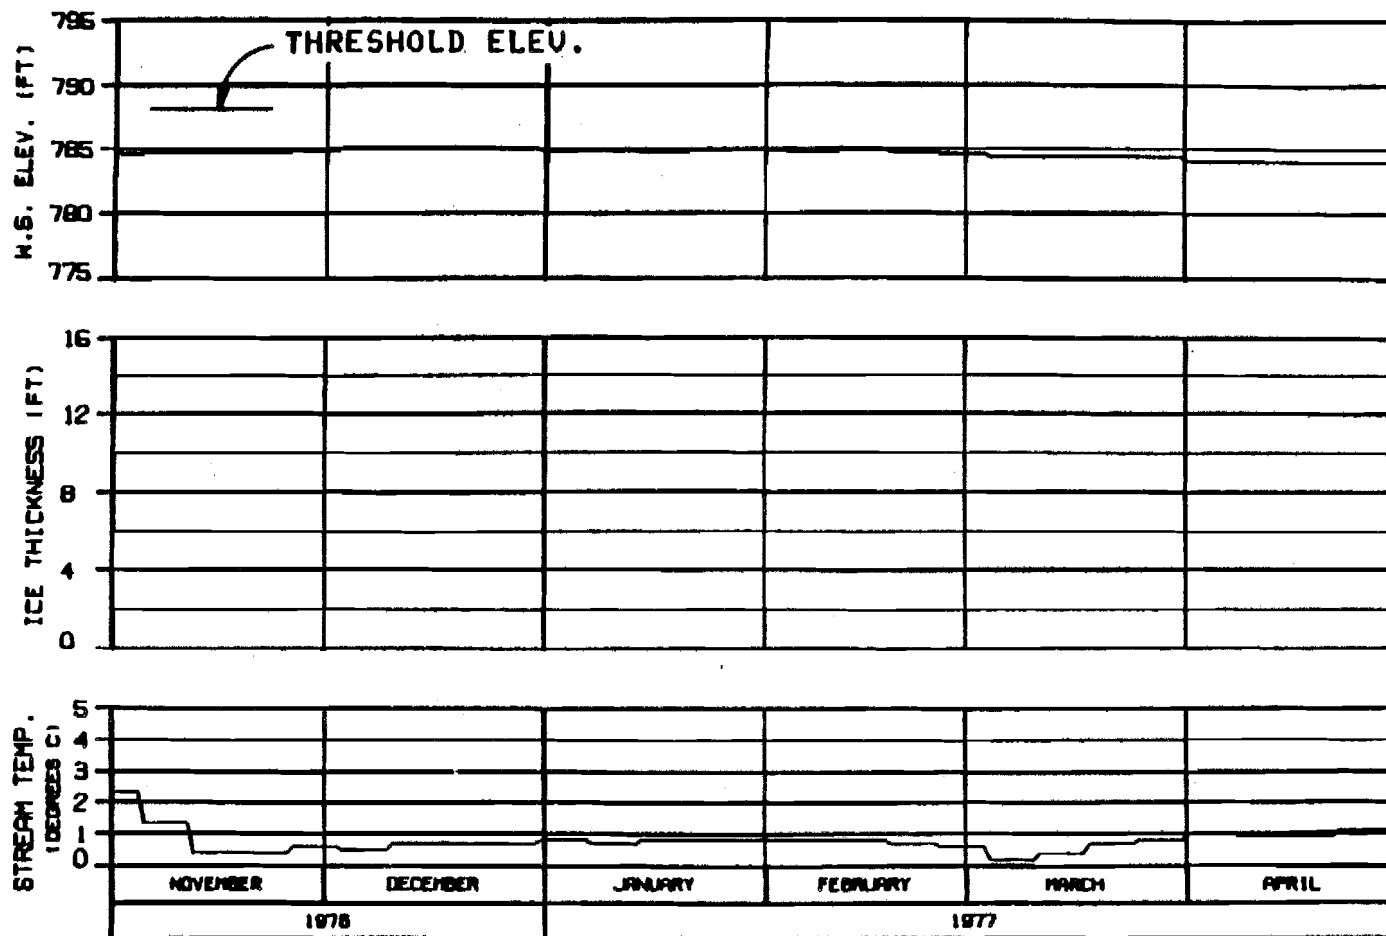 795
THRESHOLD ELEV.
790
785
780
775
W.S. ELEV. (FT)
16
12
8
4
0
ICE THICKNESS (FT)
5
4
3
2
1
0
STREAM TEMP.
(DEGREES C)
NOVEMBER DECEMBER JANUARY FEBRUARY MARCH APRIL
1976 1977